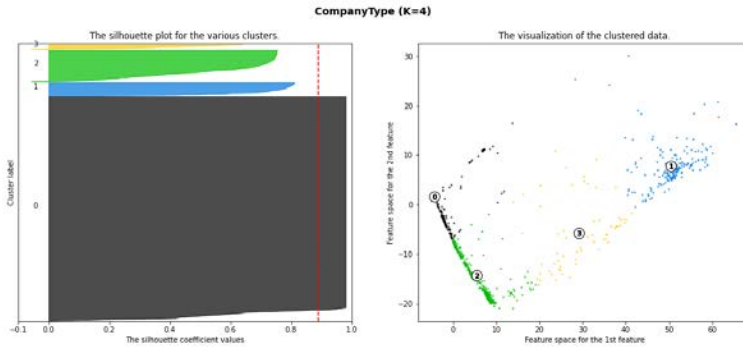 CompanyType (K=4)
The silhouette plot for the various clusters.
3
2
1
0
Cluster label
-0.1 0.0 0.2 0.4 0.6 0.8 1.0
The silhouette coefficient values
The visualization of the clustered data.
30
20
10
0
-10
-20
Feature space for the 2nd feature
0
1
2
3
0 10 20 30 40 50 60
Feature space for the 1st feature